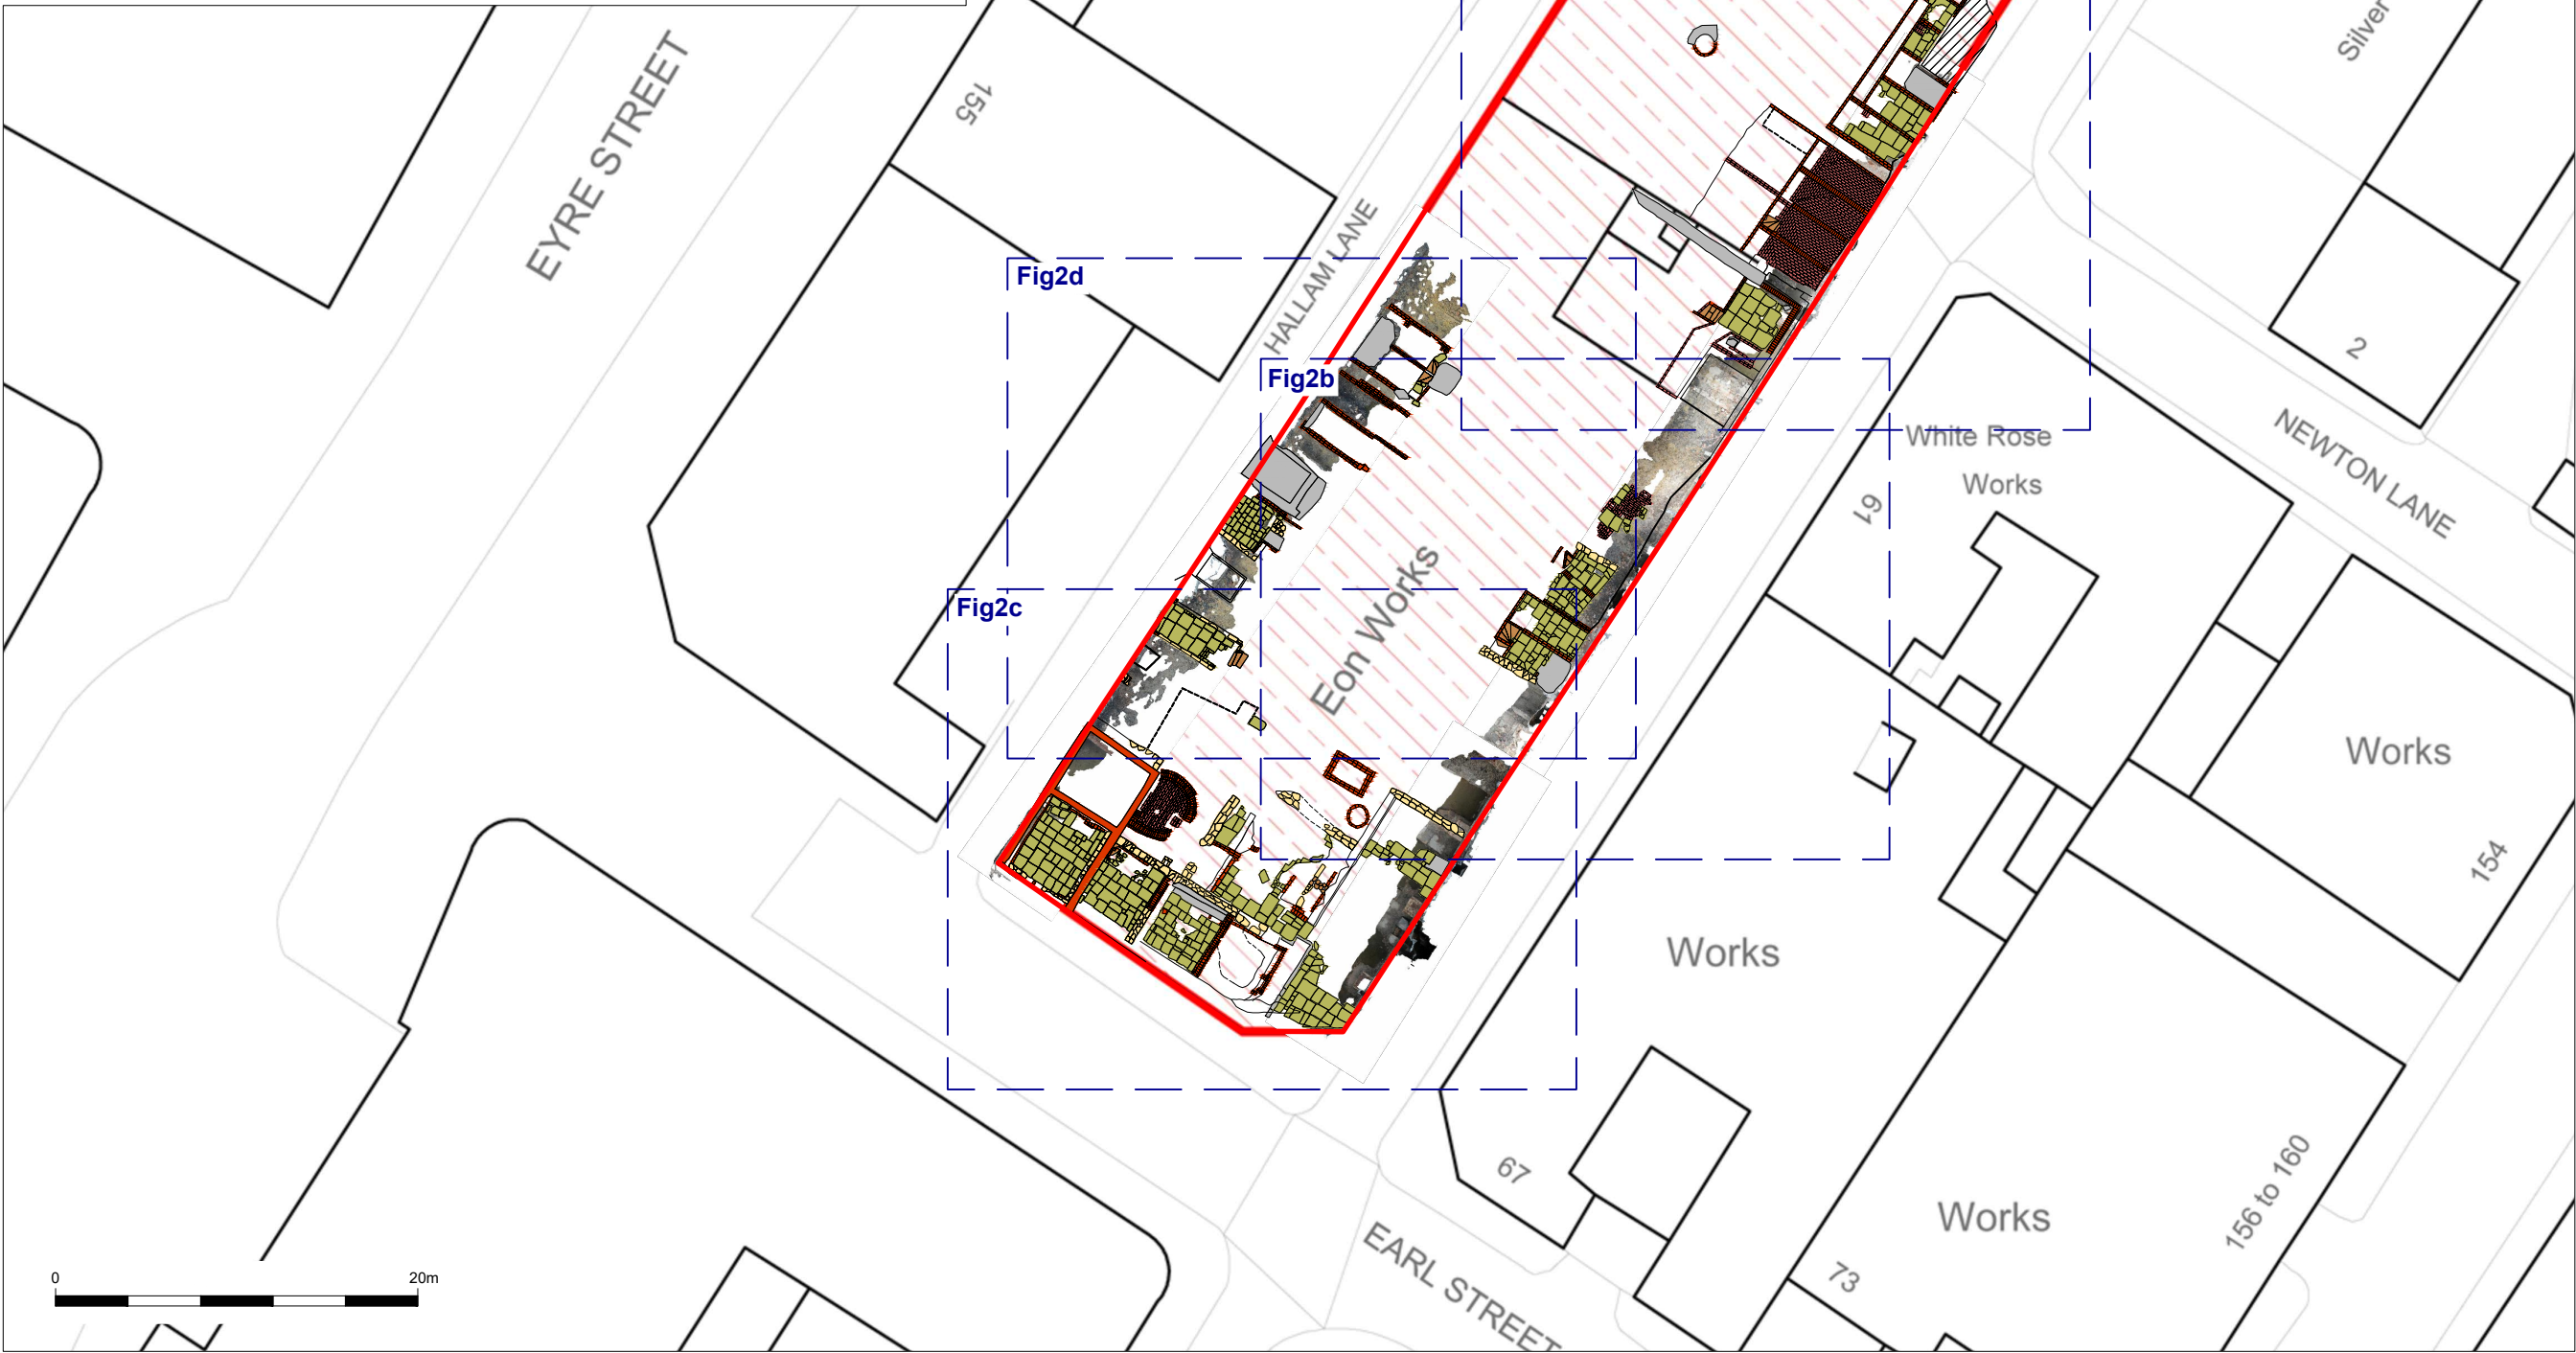 Silver
EYRE STREET
155
HALLAM LANE
Fig2d
2
Fig2b
White Rose
Works
61
NEWTON LANE
Eon Works
Fig2c
Works
154
Works
67
156 to 160
Works
EARL STREET
73
0 20m